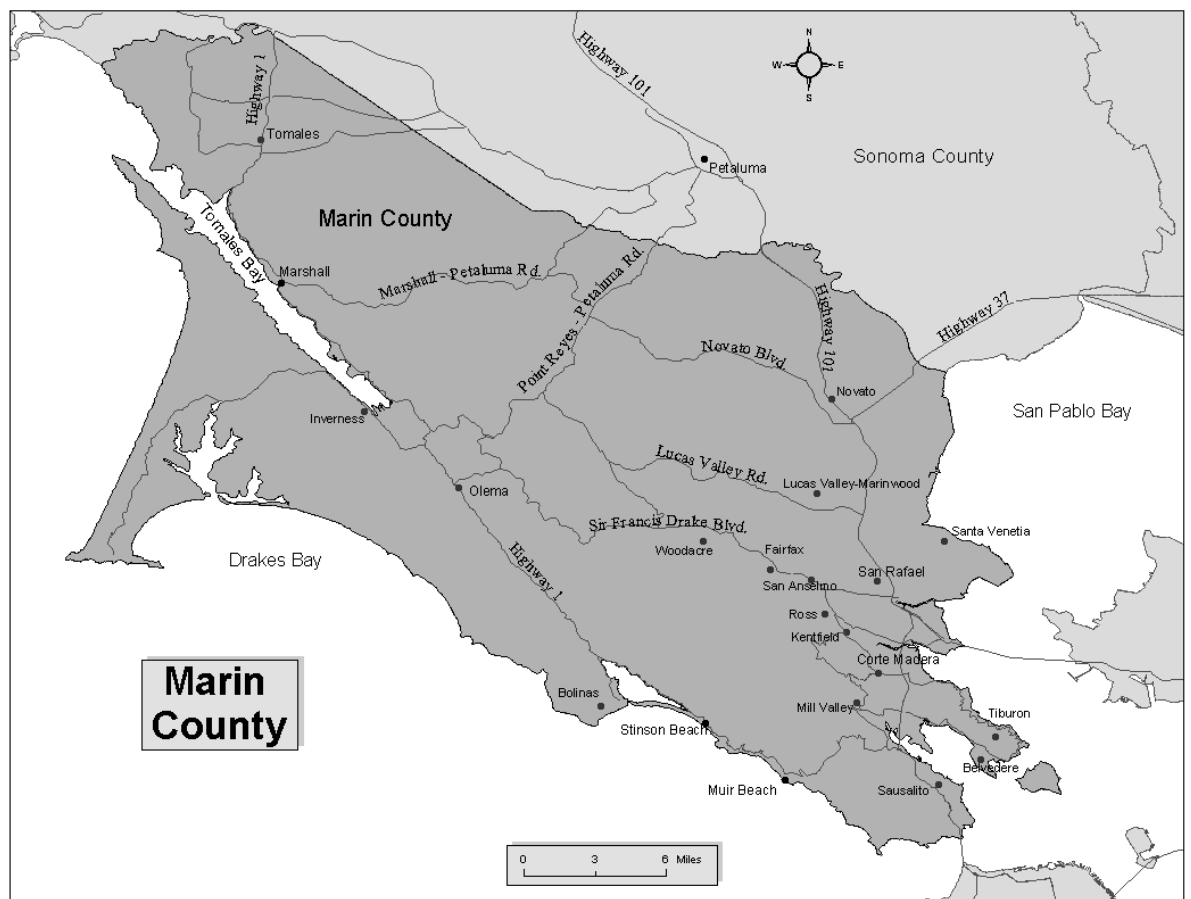 N
W
E
S
Highway 101
Highway 1
Tomales
Petaluma
Sonoma County
Marin County
Tomales Bay
Marshall
Marshall - Petaluma Rd.
Point Reyes - Petaluma Rd.
Highway 101
Highway 37
Novato Blvd.
Novato
San Pablo Bay
Inverness
Lucas Valley Rd.
Lucas Valley-Marinwood
Olema
Sir Francis Drake Blvd.
Santa Venetia
Woodacre
Fairfax
Drakes Bay
Highway 1
San Anselmo
San Rafael
Ross
Kentfield
Corte Madera
Marin
County
Bolinas
Mill Valley
Tiburon
Stinson Beach
Belvedere
Muir Beach
Sausalito
0 3 6 Miles